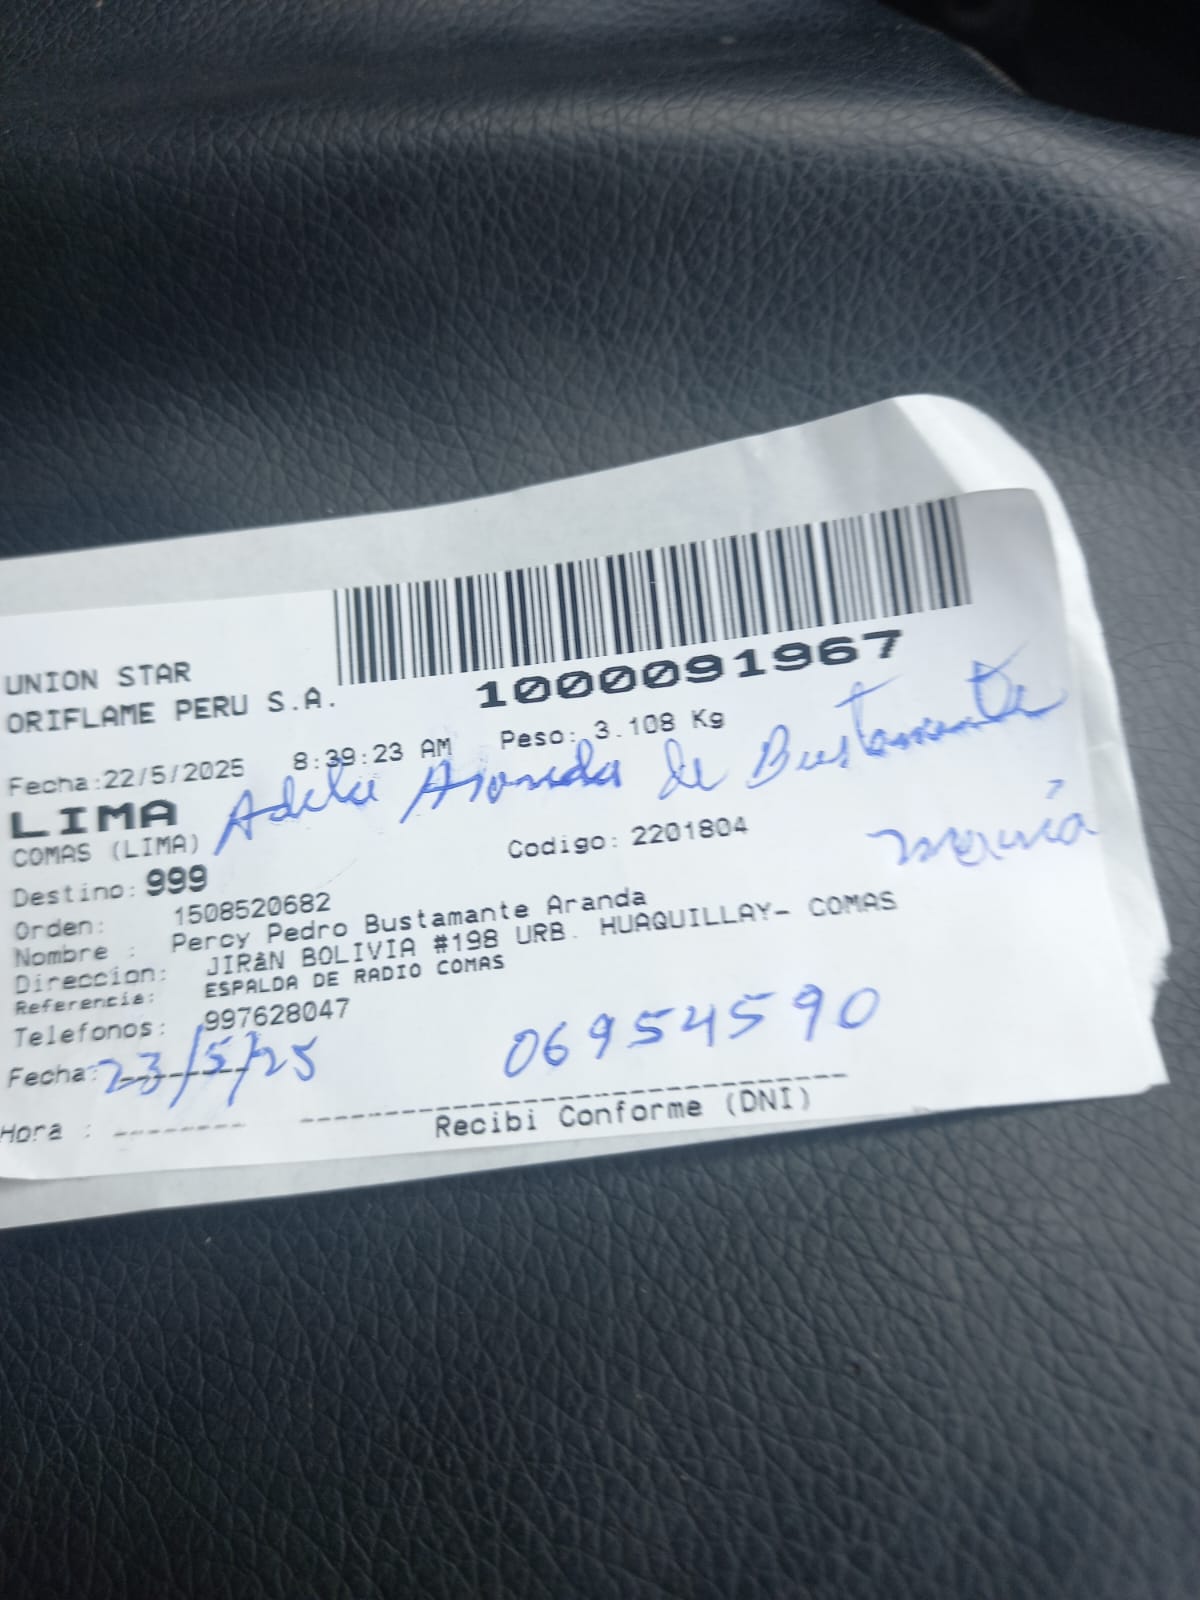 UNION STAR
ORIFLAME PERU S.A.
1000091967
Fecha:22/5/2025 8:39:23 AM Peso: 3.108 Kg
LIMA
Aranda de Bustamante
COMAS (LIMA)
Codigo: 2201804
Destino: 999
Orden: 1508520682
Nombre : Percy Pedro Bustamante Aranda
Direccion: JIRâN BOLIVIA #198 URB. HUAQUILLAY- COMAS
Referencia: ESPALDA DE RADIO COMAS
Telefonos: 997628047
Fecha: 23/5/25
06954590
Hora :
Recibi Conforme (DNI)